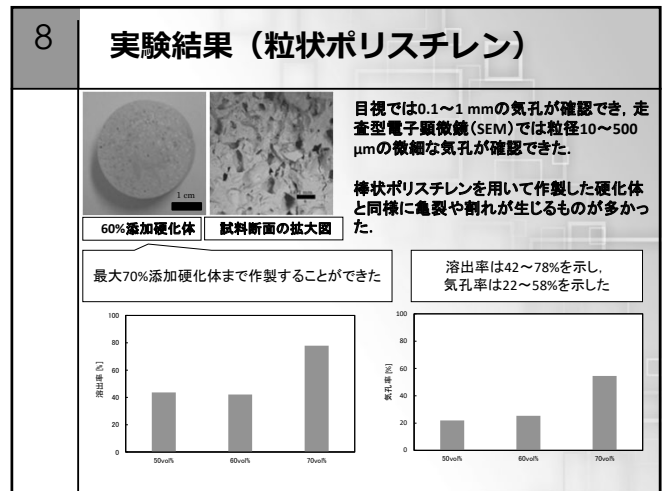 8
実験結果（粒状ポリスチレン）
目視では0.1～1 mmの気孔が確認でき，走
査型電子顕微鏡（SEM）では粒径10～500
μmの微細な気孔が確認できた．
棒状ポリスチレンを用いて作製した硬化体
と同様に亀裂や割れが生じるものが多かっ
た．
1 cm
60%添加硬化体
試料断面の拡大図
最大70%添加硬化体まで作製することができた
溶出率は42～78%を示し，
気孔率は22～58%を示した
溶出率 [%]
100
80
60
40
20
0
50vol%
60vol%
70vol%
気孔率 [%]
100
80
60
40
20
0
50vol%
60vol%
70vol%